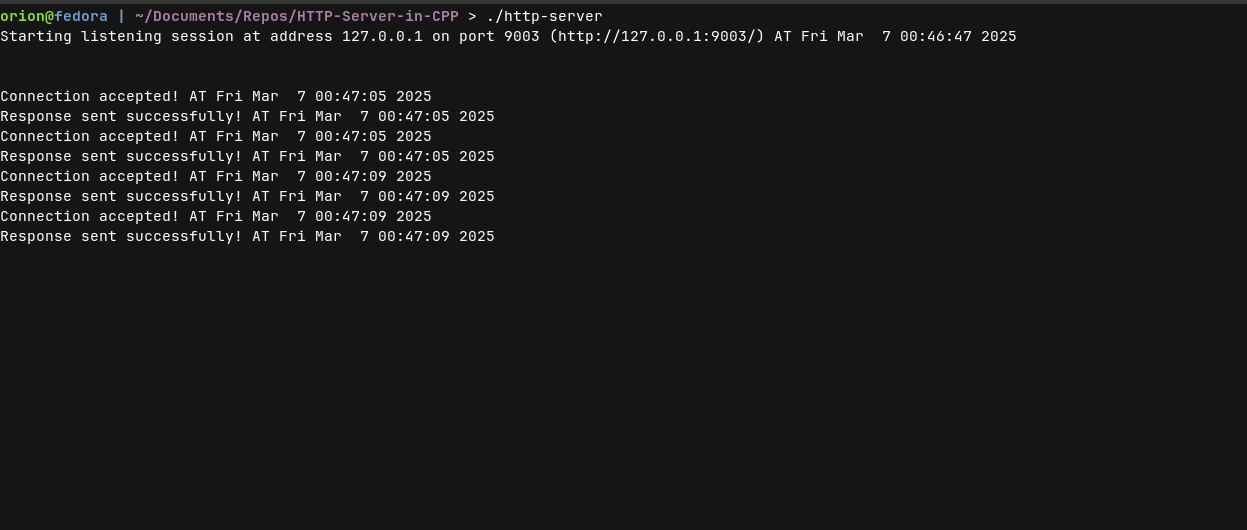 orion@fedora | ~/Documents/Repos/HTTP-Server-in-CPP > ./http-server
Starting listening session at address 127.0.0.1 on port 9003 (http://127.0.0.1:9003/) AT Fri Mar  7 00:46:47 2025
Connection accepted! AT Fri Mar  7 00:47:05 2025
Response sent successfully! AT Fri Mar  7 00:47:05 2025
Connection accepted! AT Fri Mar  7 00:47:05 2025
Response sent successfully! AT Fri Mar  7 00:47:05 2025
Connection accepted! AT Fri Mar  7 00:47:09 2025
Response sent successfully! AT Fri Mar  7 00:47:09 2025
Connection accepted! AT Fri Mar  7 00:47:09 2025
Response sent successfully! AT Fri Mar  7 00:47:09 2025